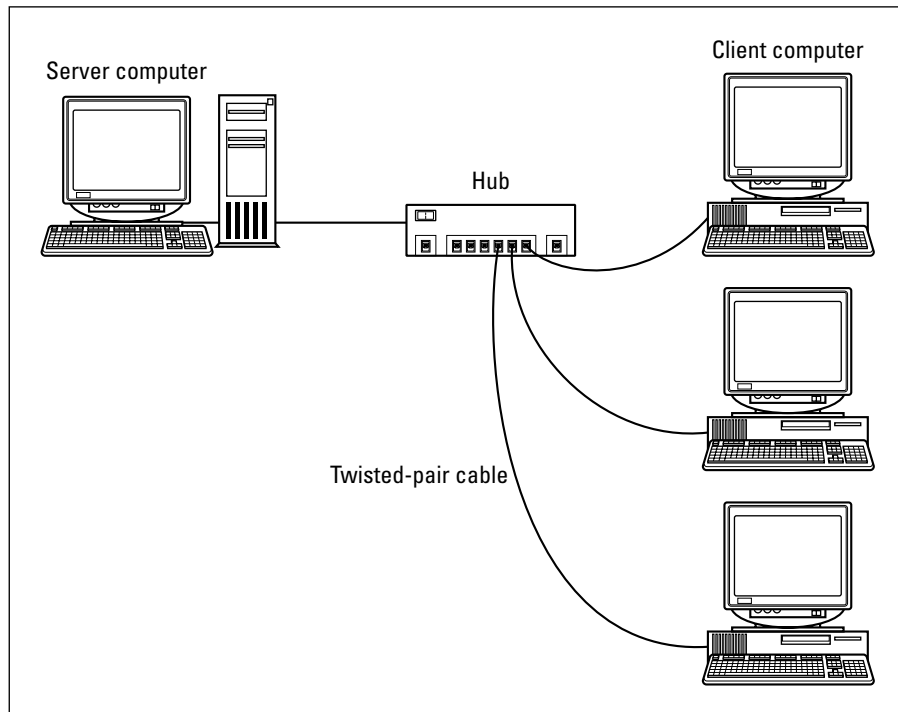 Server computer
Client computer
Hub
Twisted-pair cable